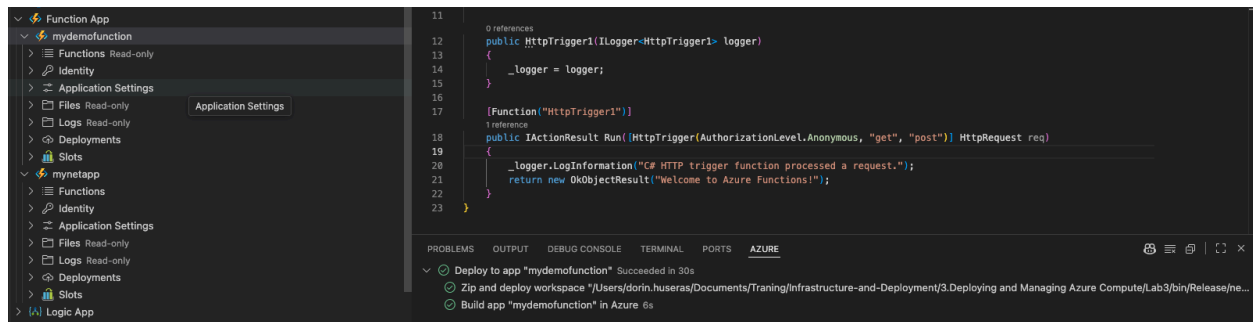 Function App
mydemofunction
Functions Read-only
Identity
Application Settings
Files Read-only
Application Settings
Logs Read-only
Deployments
Slots
mynetapp
Functions
Identity
Application Settings
Files Read-only
Logs Read-only
Deployments
Slots
Logic App
11
0 references
12 public HttpTrigger1(ILogger<HttpTrigger1> logger)
13 {
14 _logger = logger;
15 }
16
17 [Function("HttpTrigger1")]
1 reference
18 public IActionResult Run([HttpTrigger(AuthorizationLevel.Anonymous, "get", "post")] HttpRequest req)
19 {
20 _logger.LogInformation("C# HTTP trigger function processed a request.");
21 return new OkObjectResult("Welcome to Azure Functions!");
22 }
23 }
PROBLEMS OUTPUT DEBUG CONSOLE TERMINAL PORTS AZURE
Deploy to app "mydemofunction" Succeeded in 30s
Zip and deploy workspace "/Users/dorin.huseras/Documents/Traning/Infrastructure-and-Deployment/3.Deploying and Managing Azure Compute/Lab3/bin/Release/ne...
Build app "mydemofunction" in Azure 6s